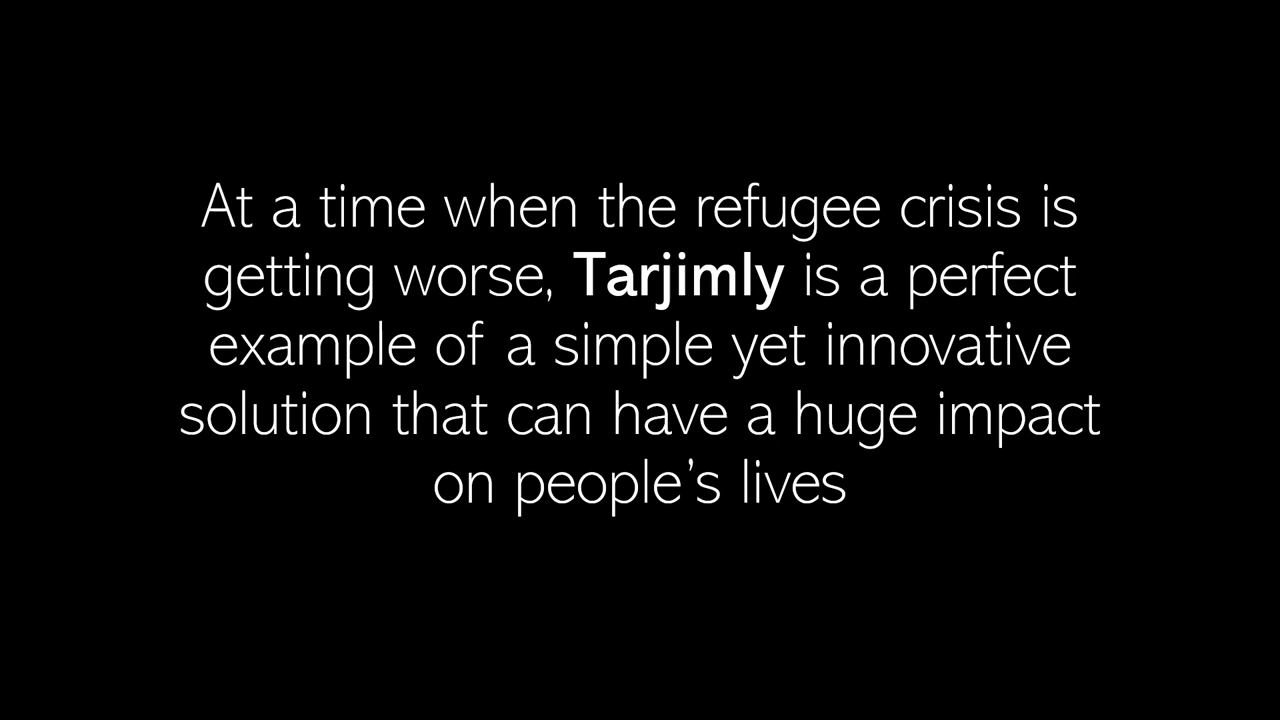 At a time when the refugee crisis is
getting worse, Tarjimly is a perfect
example of a simple yet innovative
solution that can have a huge impact
on people’s lives